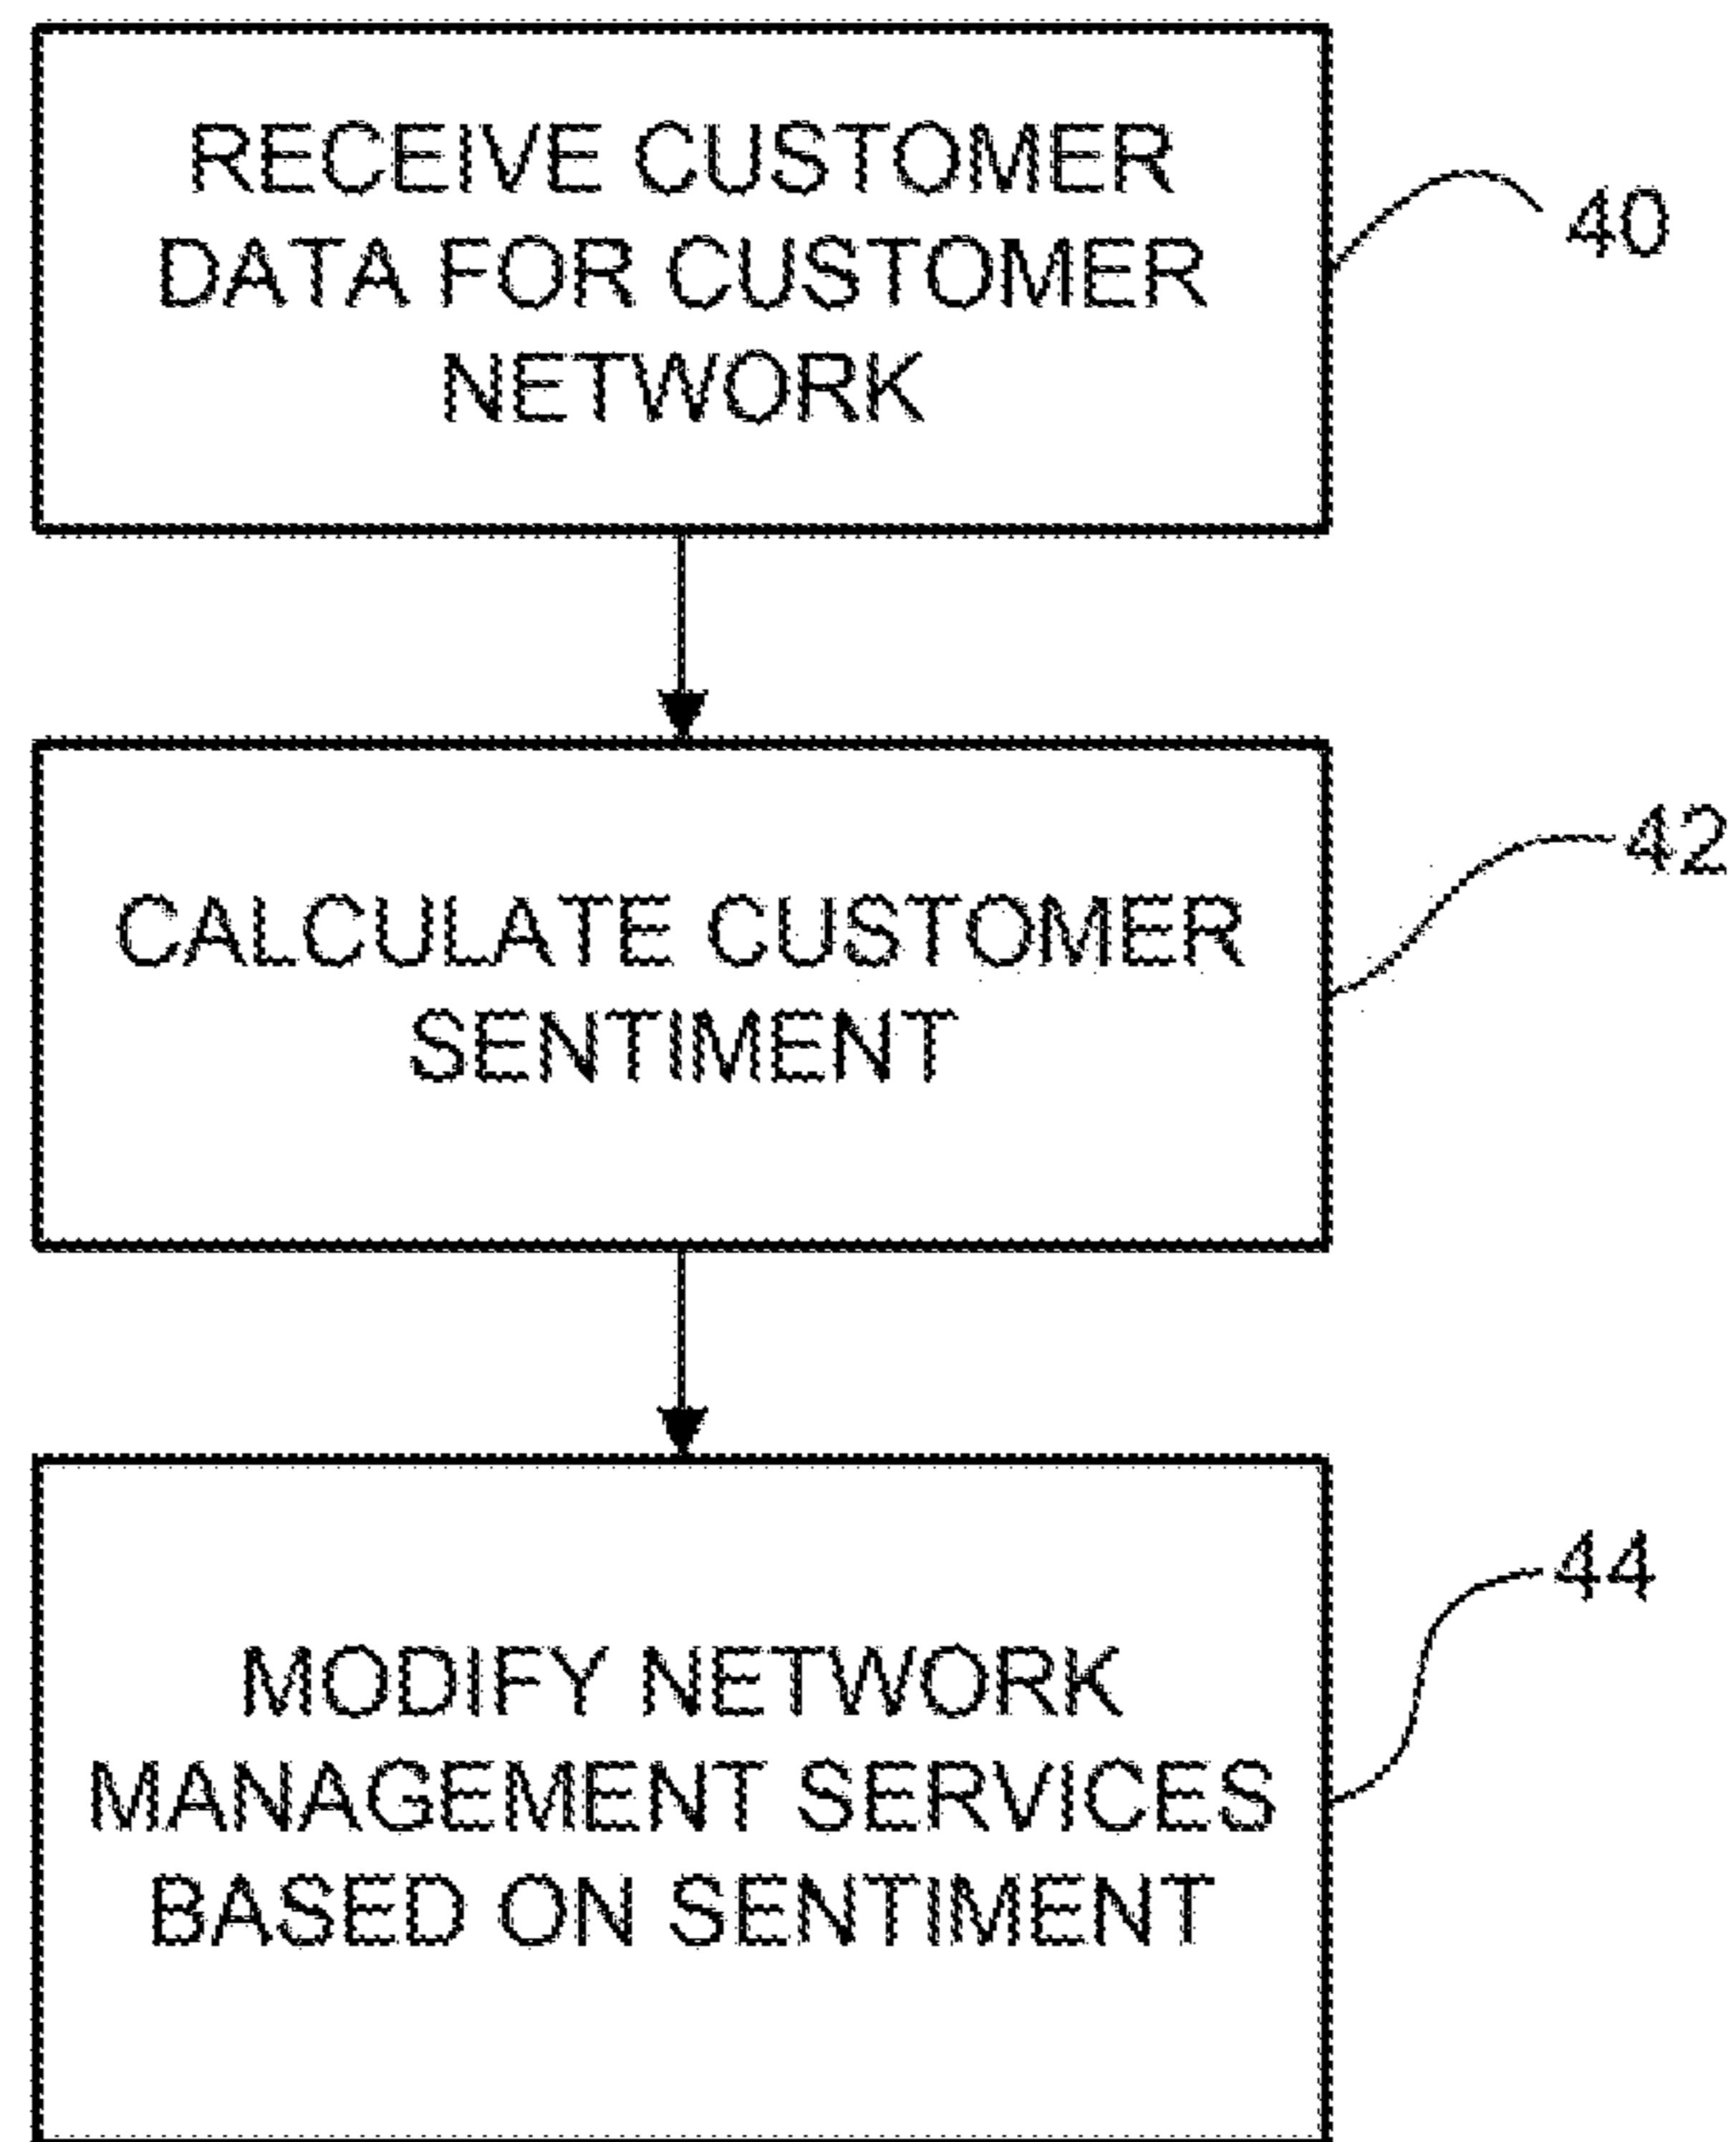 RECEIVE CUSTOMER
DATA FOR CUSTOMER
NETWORK
40
CALCULATE CUSTOMER
SENTIMENT
42
MODIFY NETWORK
MANAGEMENT SERVICES
BASED ON SENTIMENT
44